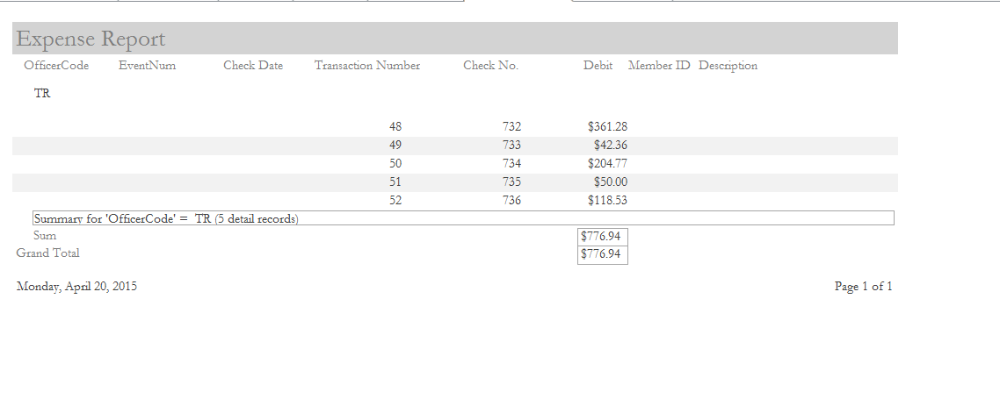 Expense Report
OfficerCode EventNum Check Date Transaction Number Check No. Debit Member ID Description
TR
48 732 $361.28
49 733 $42.36
50 734 $204.77
51 735 $50.00
52 736 $118.53
Summary for 'OfficerCode' = TR (5 detail records)
Sum $776.94
Grand Total $776.94
Monday, April 20, 2015 Page 1 of 1